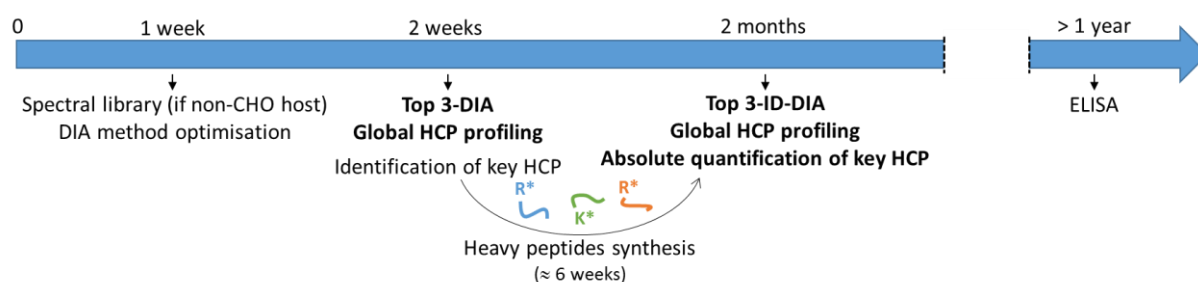 0
1 week
2 weeks
2 months
> 1 year
Spectral library (if non-CHO host)
DIA method optimisation
Top 3-DIA
Global HCP profiling
Identification of key HCP
Top 3-ID-DIA
Global HCP profiling
Absolute quantification of key HCP
ELISA
R*
K*
R*
Heavy peptides synthesis
(≈ 6 weeks)